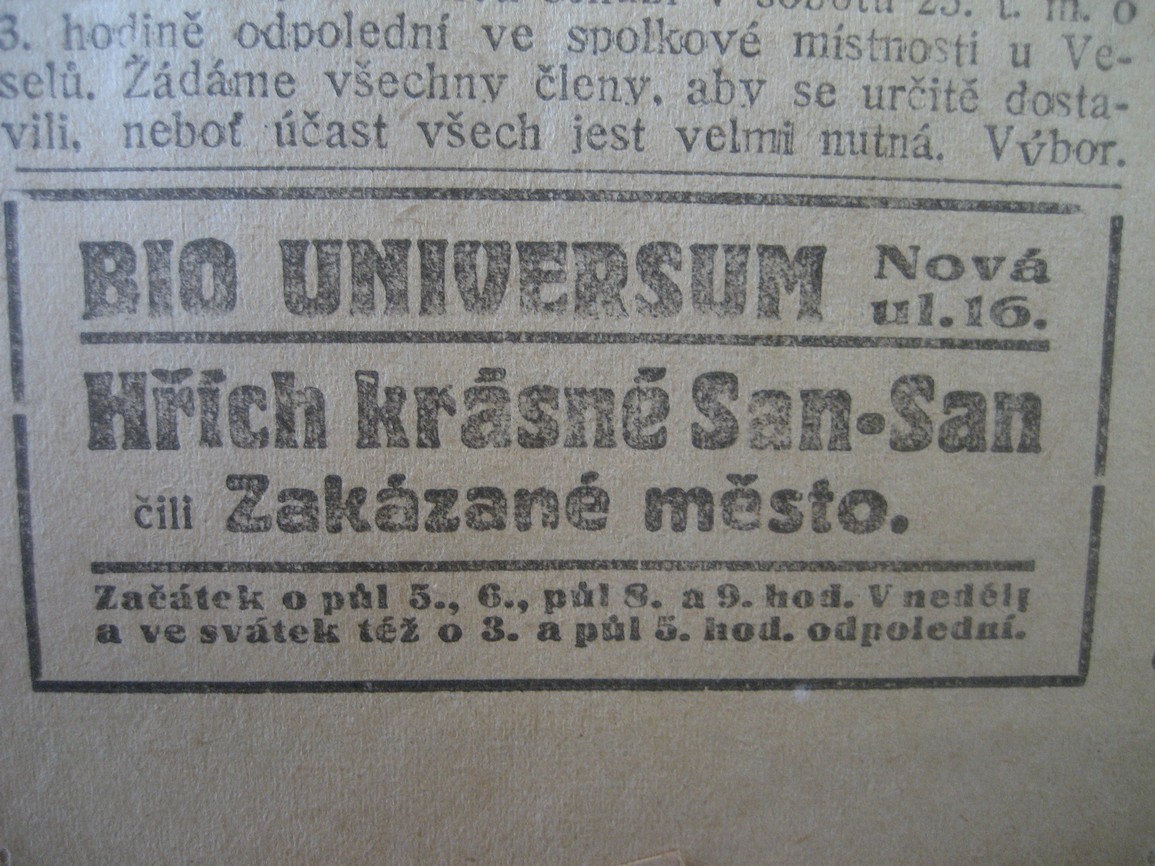 v sobotu 25. t. m. o
3. hodině odpolední ve spolkové místnosti u Ve-
selů. Žádáme všechny členy, aby se určitě dosta-
vili, neboť účast všech jest velmi nutná. Výbor.
BIO UNIVERSUM Nová
ul. 16.
Hřích krásné San-San
čili Zakázané město.
Začátek o půl 5., 6., půl 8. a 9. hod. V neděli
a ve svátek též o 3. a půl 5. hod. odpolední.